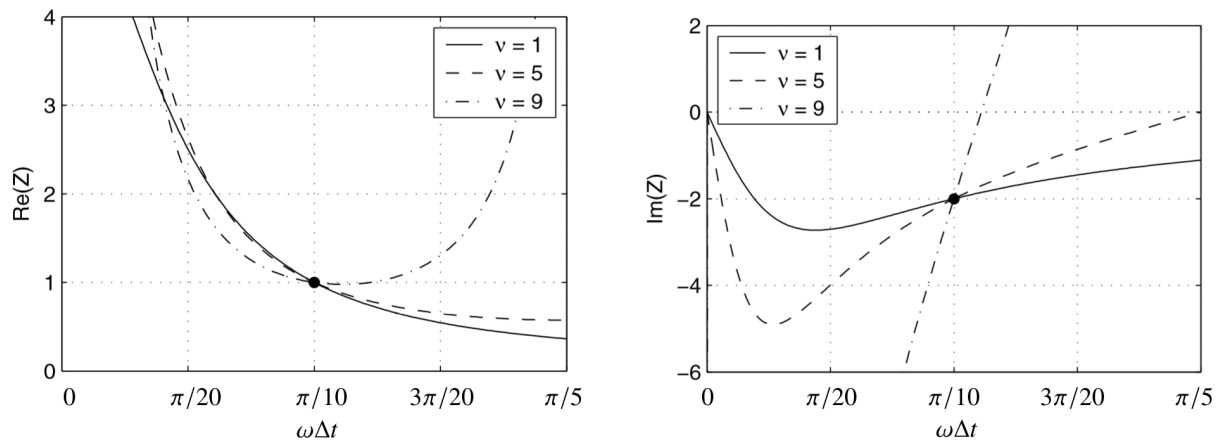 4
3
2
1
0
Re(Z)
ν = 1
ν = 5
ν = 9
0 π/20 π/10 3π/20 π/5
ωΔt
2
0
−2
−4
−6
Im(Z)
ν = 1
ν = 5
ν = 9
0 π/20 π/10 3π/20 π/5
ωΔt